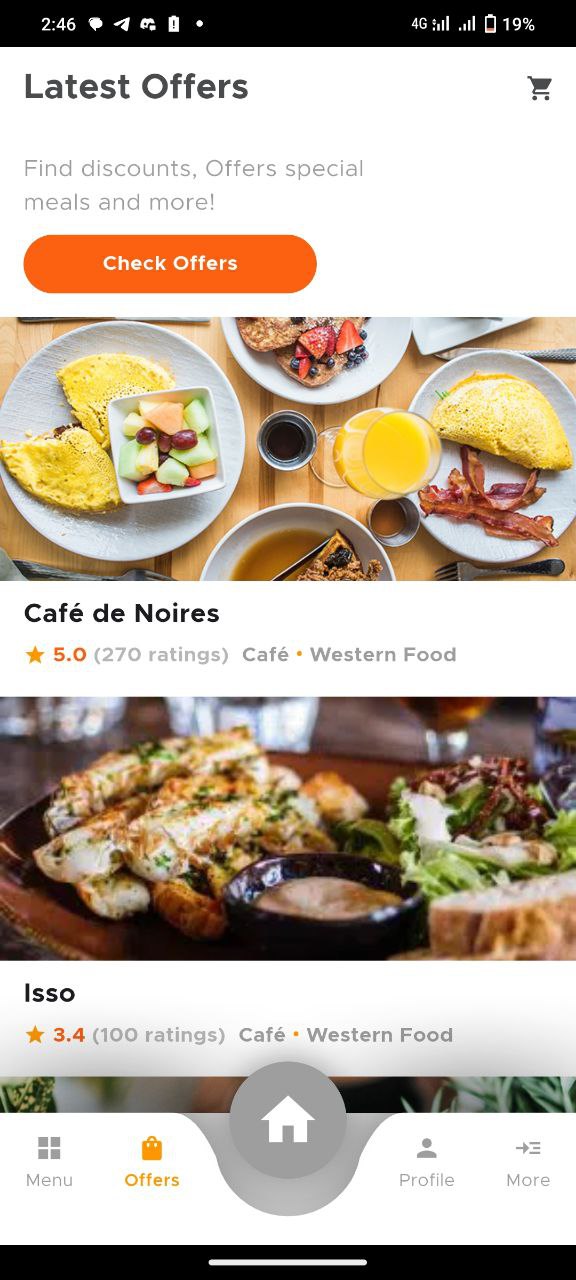 2:46
4G
19%
Latest Offers
Find discounts, Offers special
meals and more!
Check Offers
Café de Noires
5.0 (270 ratings) Café • Western Food
Isso
3.4 (100 ratings) Café • Western Food
Menu
Offers
Profile
More